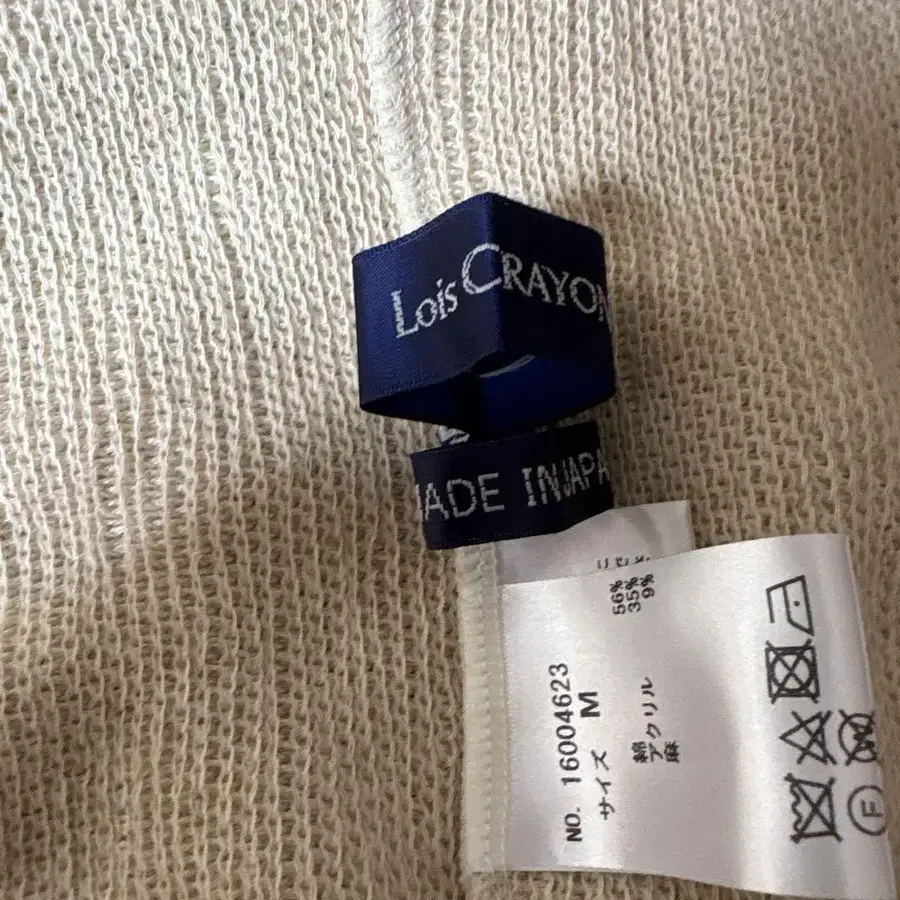 Lois CRAYON
MADE IN JAPA
NO. 16004623
サイズ M
綿 56%
アクリル 35%
麻 9%
F